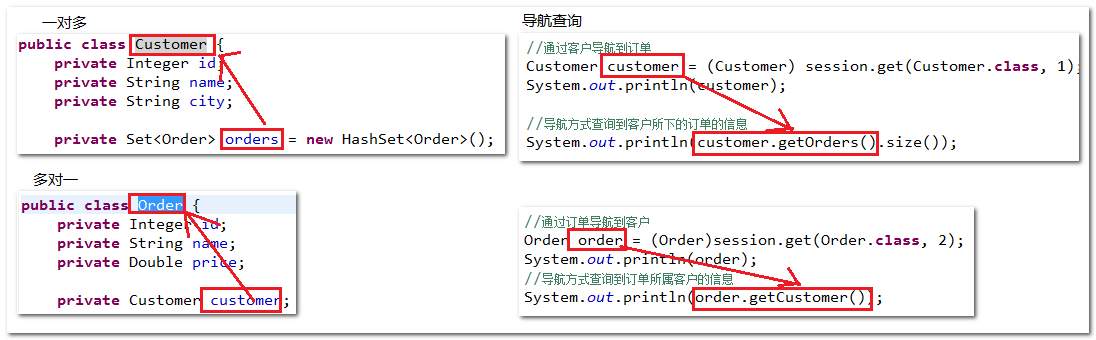 一对多
public class Customer {
private Integer id;
private String name;
private String city;
private Set<Order> orders = new HashSet<Order>();
多对一
public class Order {
private Integer id;
private String name;
private Double price;
private Customer customer;
导航查询
//通过客户导航到订单
Customer customer = (Customer) session.get(Customer.class, 1);
System.out.println(customer);
//导航方式查询到客户所下的订单的信息
System.out.println(customer.getOrders().size());
//通过订单导航到客户
Order order = (Order)session.get(Order.class, 2);
System.out.println(order);
//导航方式查询到订单所属客户的信息
System.out.println(order.getCustomer());